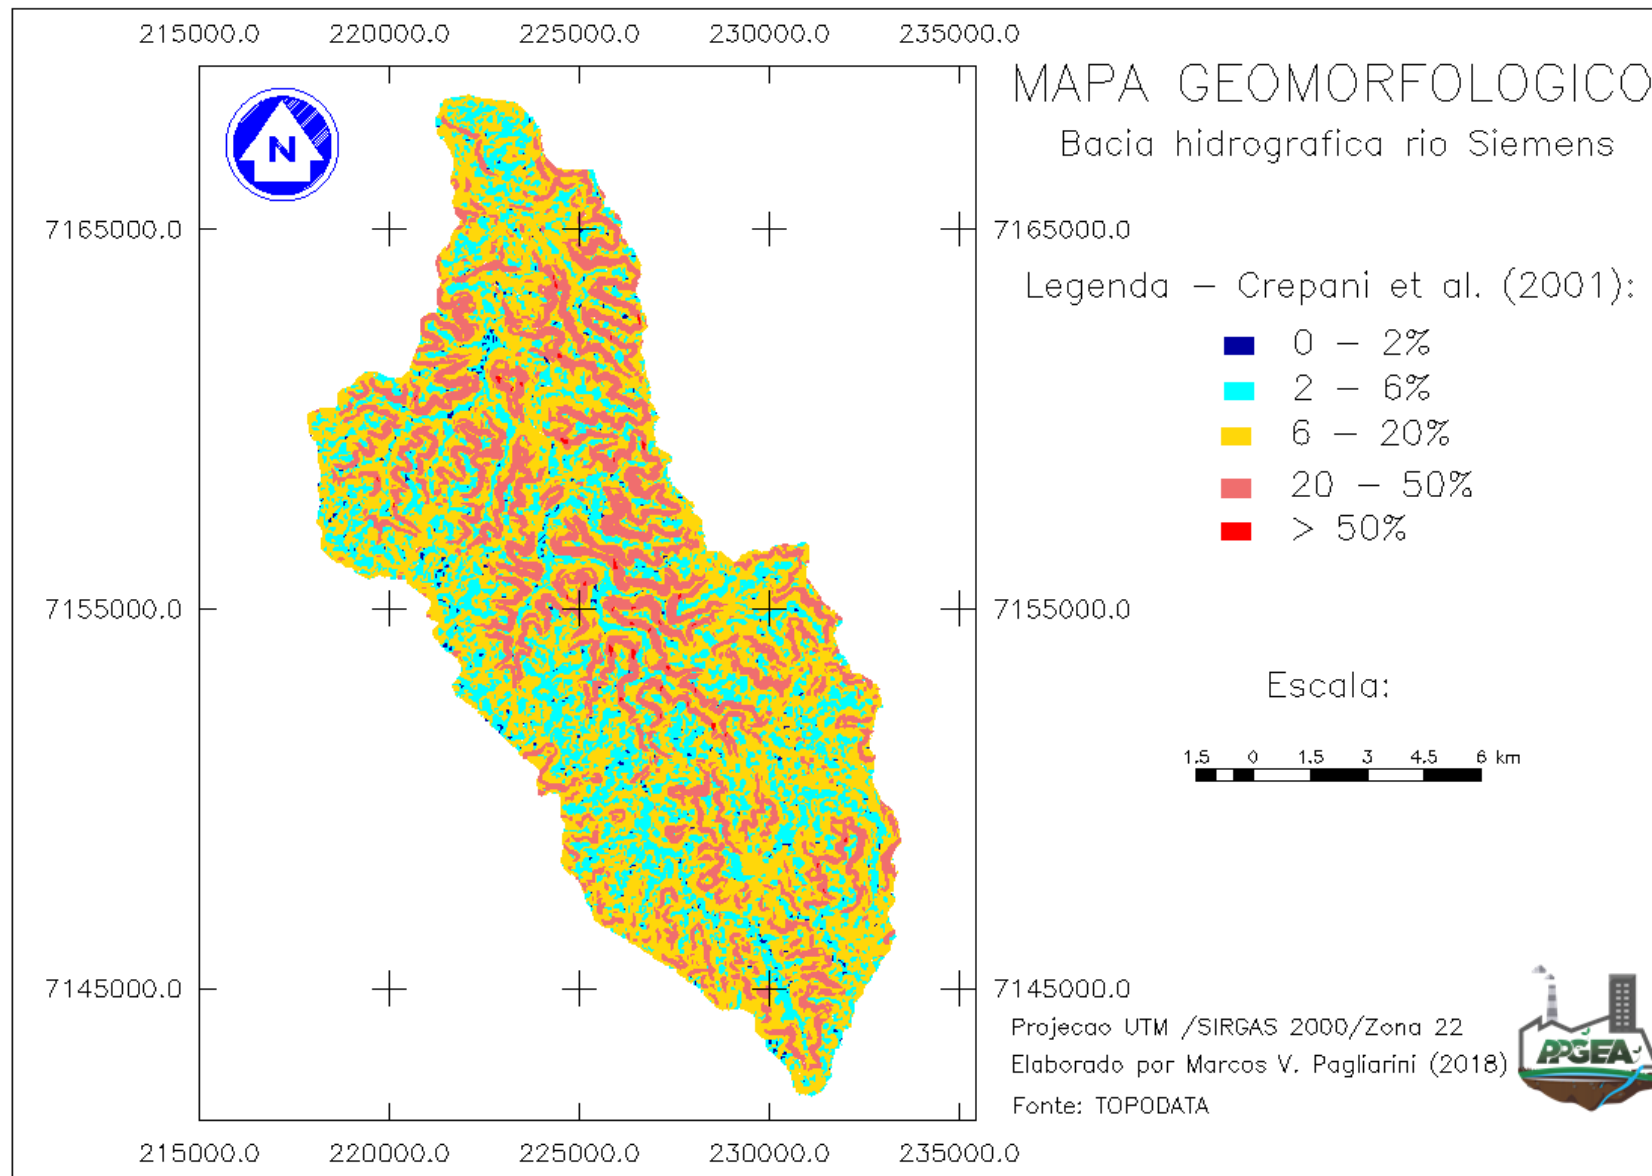 215000.0 220000.0 225000.0 230000.0 235000.0
MAPA GEOMORFOLOGICO
Bacia hidrografica rio Siemens
N
7165000.0 7165000.0
Legenda - Crepani et al. (2001):
0 - 2%
2 - 6%
6 - 20%
20 - 50%
> 50%
7155000.0 7155000.0
Escala:
1.5 0 1.5 3 4.5 6 km
7145000.0 7145000.0
Projecao UTM /SIRGAS 2000/Zona 22
Elaborado por Marcos V. Pagliarini (2018)
PPGEA
Fonte: TOPODATA
215000.0 220000.0 225000.0 230000.0 235000.0